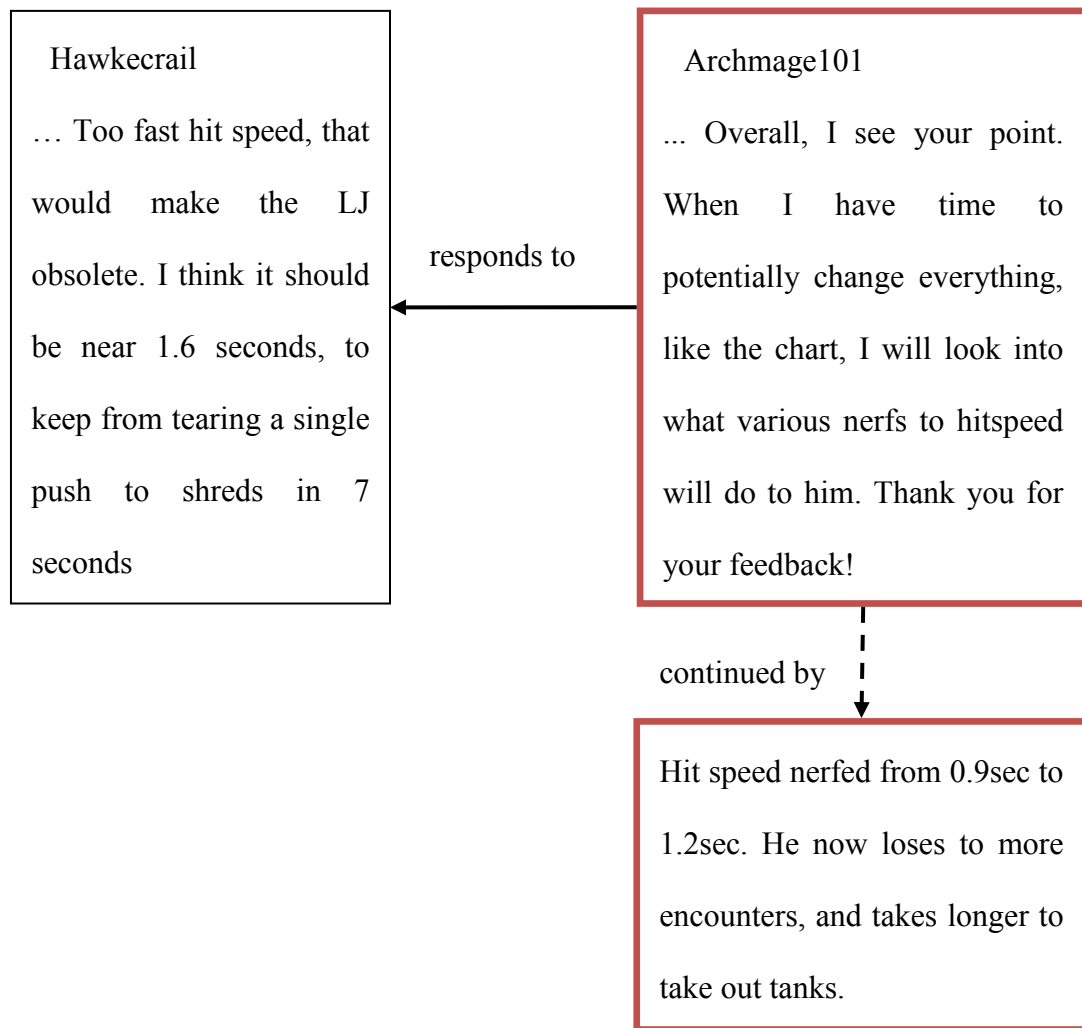 Hawkecrail
… Too fast hit speed, that
would make the LJ
obsolete. I think it should
be near 1.6 seconds, to
keep from tearing a single
push to shreds in 7
seconds
responds to
Archmage101
... Overall, I see your point.
When I have time to
potentially change everything,
like the chart, I will look into
what various nerfs to hitspeed
will do to him. Thank you for
your feedback!
continued by
Hit speed nerfed from 0.9sec to
1.2sec. He now loses to more
encounters, and takes longer to
take out tanks.